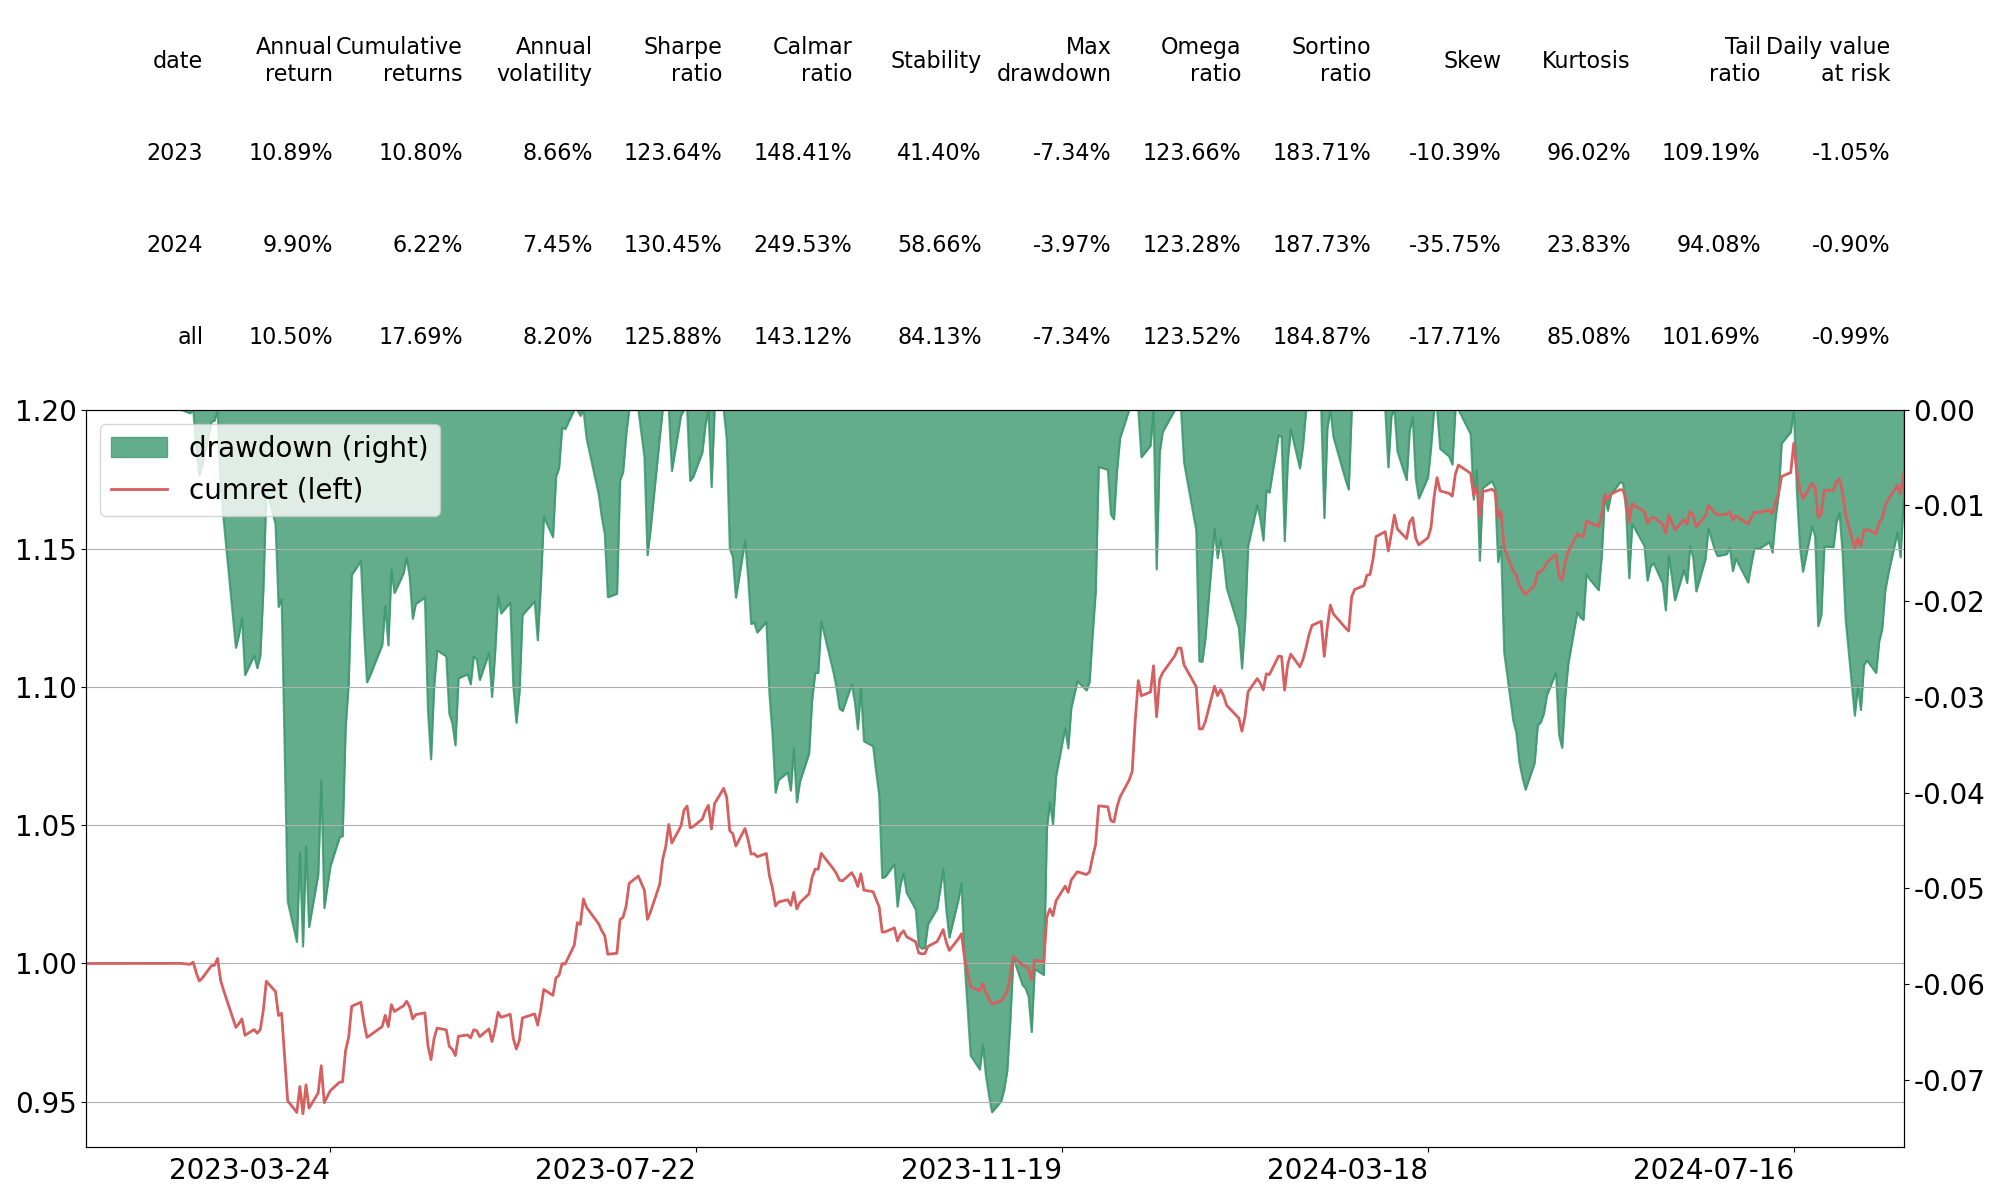 date Annual return Cumulative returns Annual volatility Sharpe ratio Calmar ratio Stability Max drawdown Omega ratio Sortino ratio Skew Kurtosis Tail ratio Daily value at risk
2023 10.89% 10.80% 8.66% 123.64% 148.41% 41.40% -7.34% 123.66% 183.71% -10.39% 96.02% 109.19% -1.05%
2024 9.90% 6.22% 7.45% 130.45% 249.53% 58.66% -3.97% 123.28% 187.73% -35.75% 23.83% 94.08% -0.90%
all 10.50% 17.69% 8.20% 125.88% 143.12% 84.13% -7.34% 123.52% 184.87% -17.71% 85.08% 101.69% -0.99%
1.20
1.15
1.10
1.05
1.00
0.95
drawdown (right)
cumret (left)
0.00
-0.01
-0.02
-0.03
-0.04
-0.05
-0.06
-0.07
2023-03-24 2023-07-22 2023-11-19 2024-03-18 2024-07-16